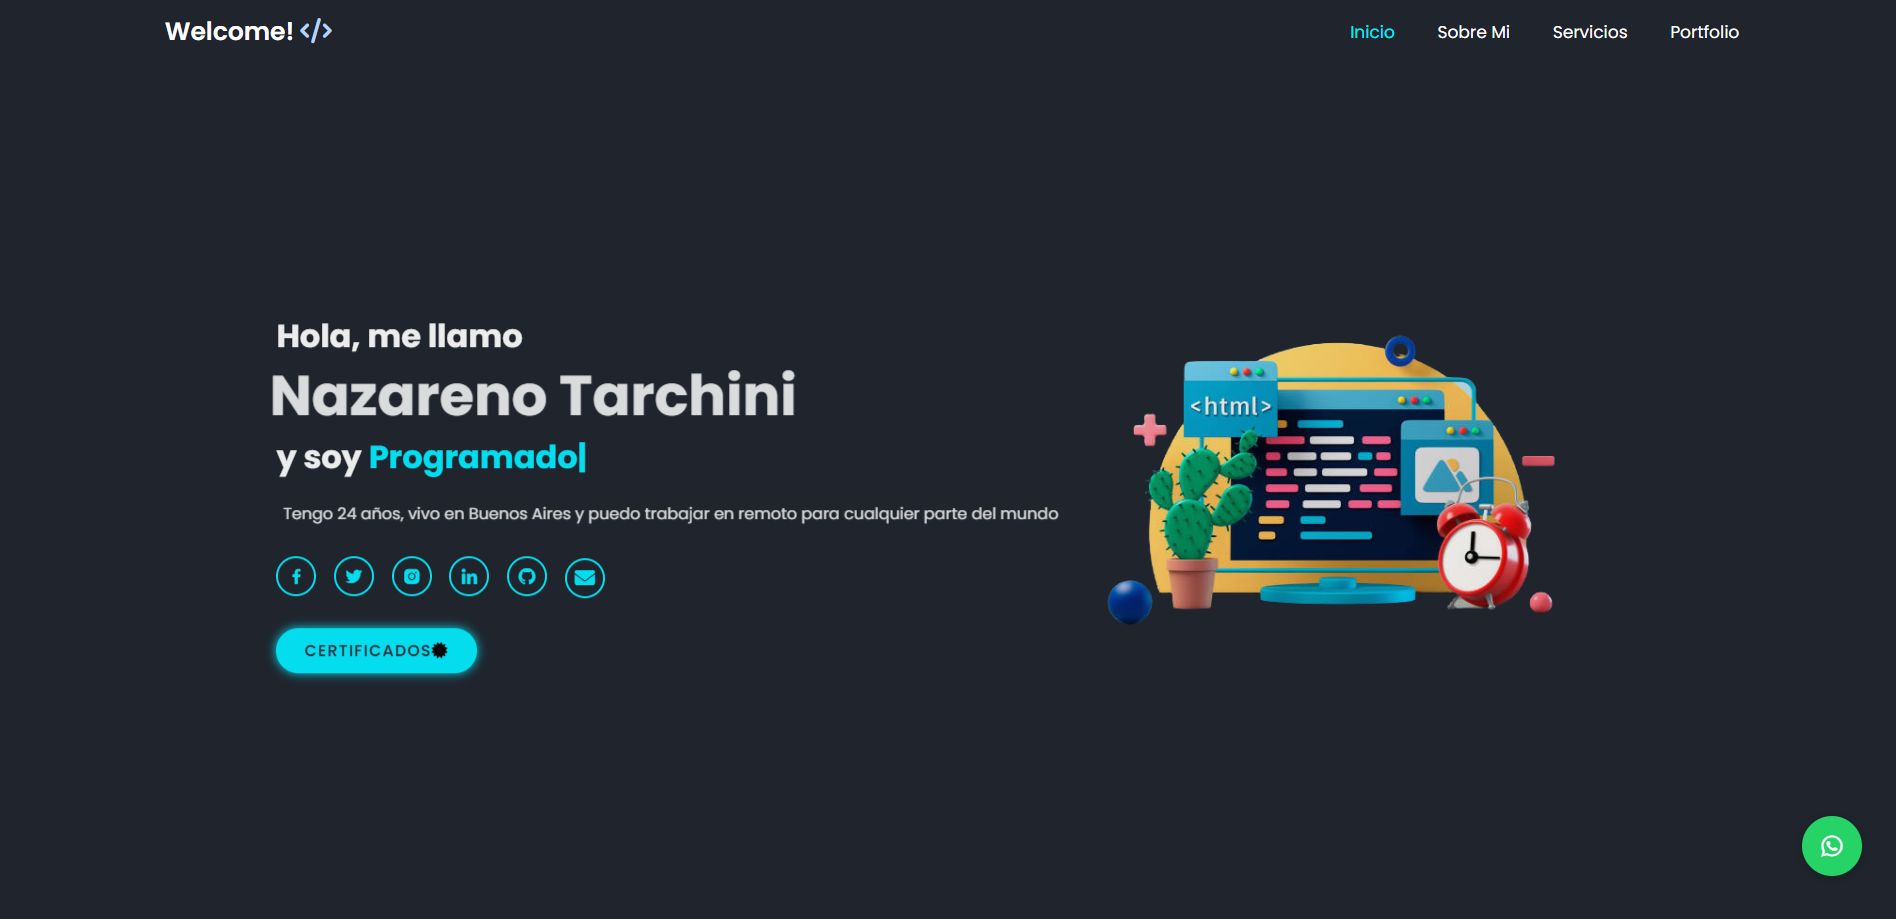 Welcome! </>
Inicio Sobre Mi Servicios Portfolio
Hola, me llamo
Nazareno Tarchini
y soy Programado|
Tengo 24 años, vivo en Buenos Aires y puedo trabajar en remoto para cualquier parte del mundo
CERTIFICADOS
<html>